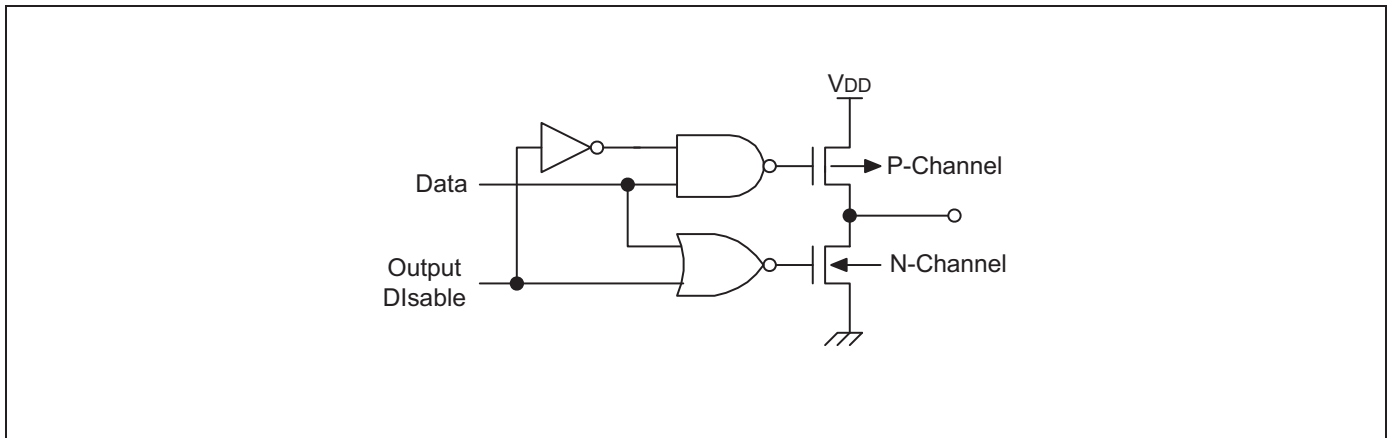 VDD
P-Channel
Data
Output
DIsable
N-Channel